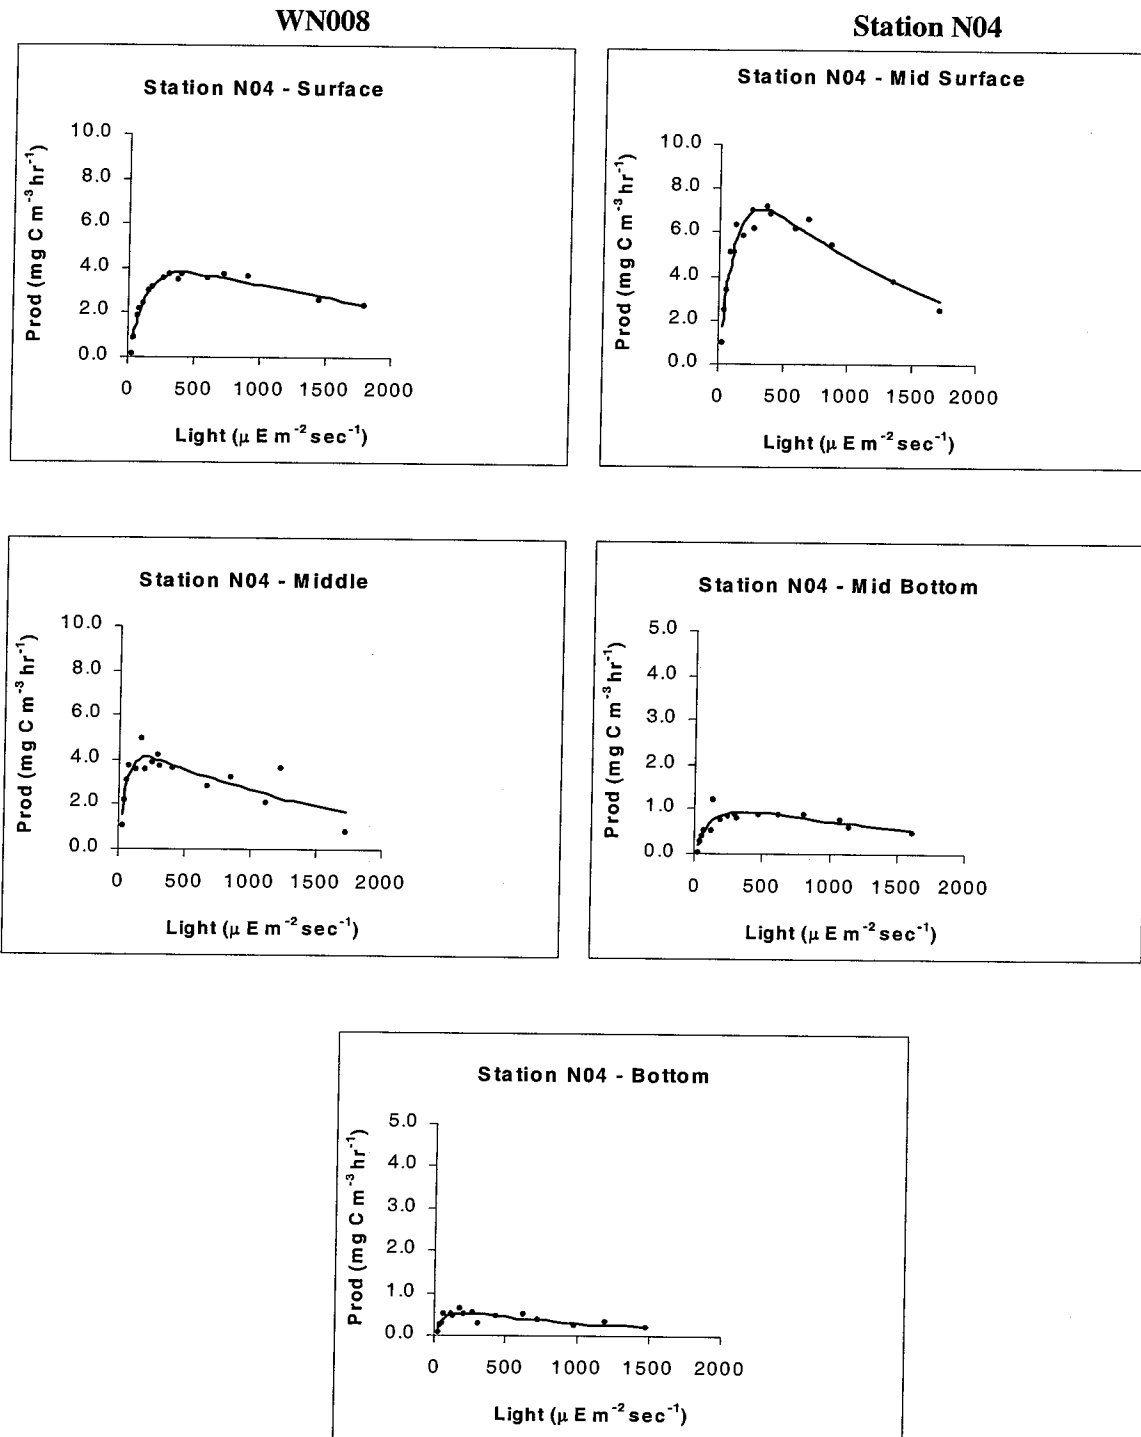 WN008
Station N04
Station N04 - Surface
Prod (mg C m⁻³ hr⁻¹)
10.0
8.0
6.0
4.0
2.0
0.0
0 500 1000 1500 2000
Light (µ E m⁻² sec⁻¹)
Station N04 - Mid Surface
Prod (mg C m⁻³ hr⁻¹)
10.0
8.0
6.0
4.0
2.0
0.0
0 500 1000 1500 2000
Light (µ E m⁻² sec⁻¹)
Station N04 - Middle
Prod (mg C m⁻³ hr⁻¹)
10.0
8.0
6.0
4.0
2.0
0.0
0 500 1000 1500 2000
Light (µ E m⁻² sec⁻¹)
Station N04 - Mid Bottom
Prod (mg C m⁻³ hr⁻¹)
5.0
4.0
3.0
2.0
1.0
0.0
0 500 1000 1500 2000
Light (µ E m⁻² sec⁻¹)
Station N04 - Bottom
Prod (mg C m⁻³ hr⁻¹)
5.0
4.0
3.0
2.0
1.0
0.0
0 500 1000 1500 2000
Light (µ E m⁻² sec⁻¹)